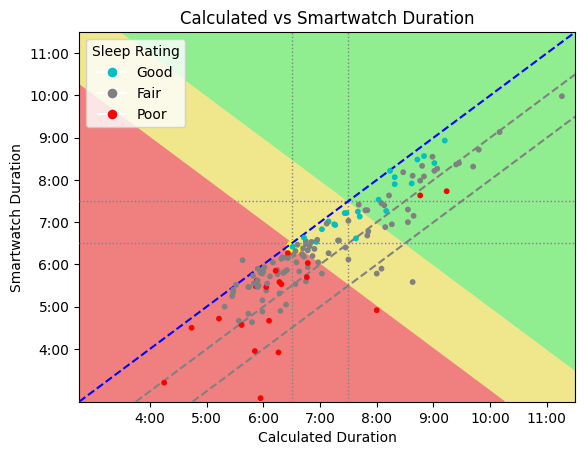 Calculated vs Smartwatch Duration
Sleep Rating
Good
Fair
Poor
11:00
10:00
9:00
8:00
7:00
6:00
5:00
4:00
Smartwatch Duration
4:00 5:00 6:00 7:00 8:00 9:00 10:00 11:00
Calculated Duration